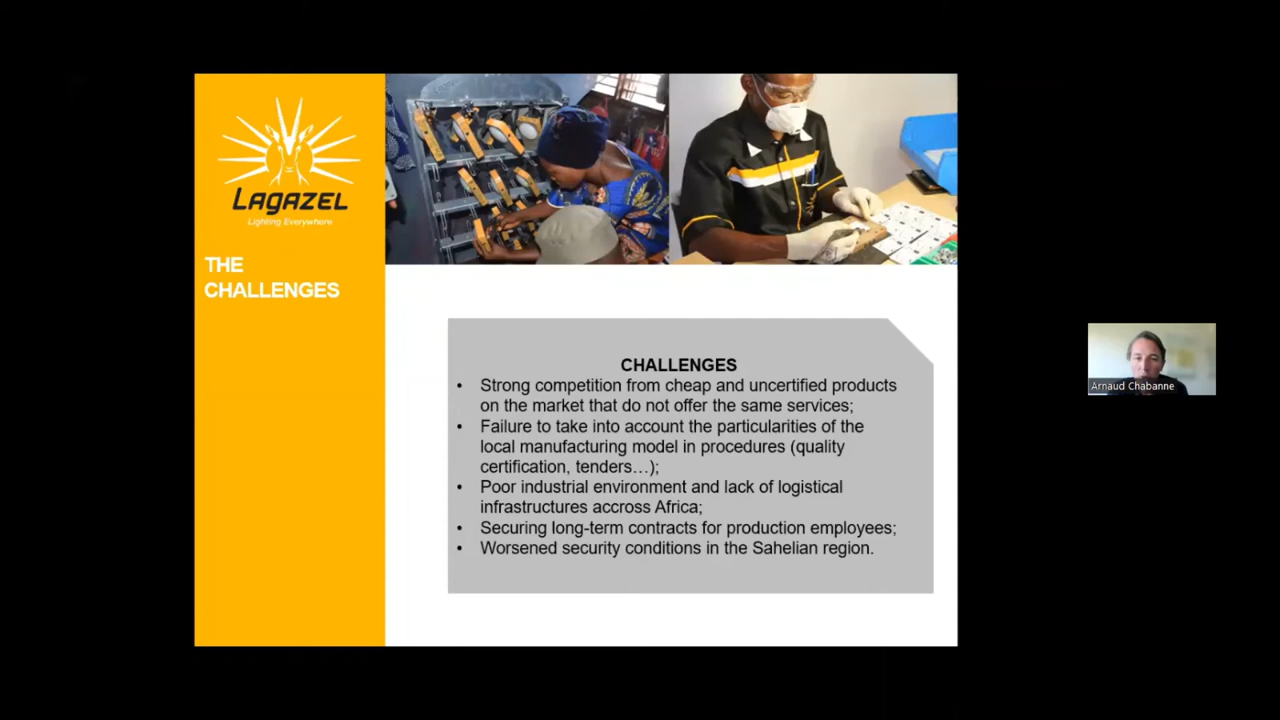 LAGAZEL
Lighting Everywhere
THE
CHALLENGES
CHALLENGES
• Strong competition from cheap and uncertified products
on the market that do not offer the same services;
• Failure to take into account the particularities of the
local manufacturing model in procedures (quality
certification, tenders…);
• Poor industrial environment and lack of logistical
infrastructures accross Africa;
• Securing long-term contracts for production employees;
• Worsened security conditions in the Sahelian region.
Arnaud Chabanne